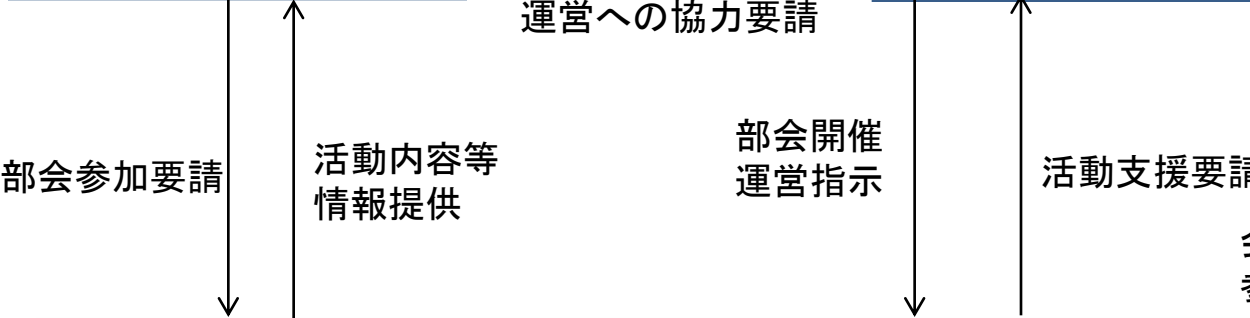 運営への協力要請
部会参加要請
活動内容等
情報提供
部会開催
運営指示
活動支援要請